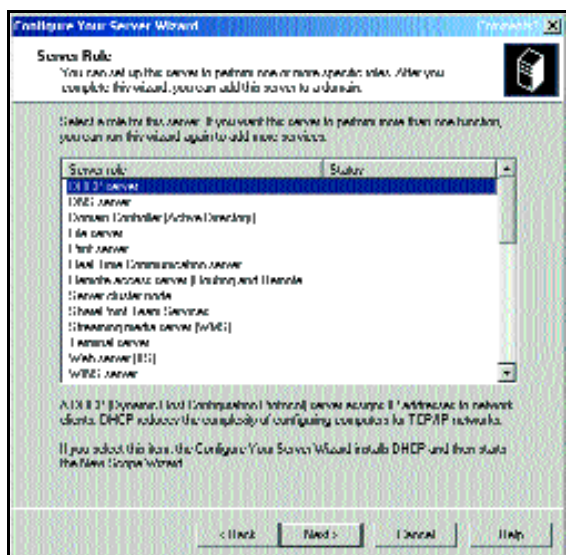 Configure Your Server Wizard Comments?
Server Role
You can set up this server to perform one or more specific roles. After you
complete this wizard, you can add this server to a domain.
Select a role for this server. If you want this server to perform more than one function,
you can run this wizard again to add more services.
Server role Status
DHCP server
DNS server
Domain Controller (Active Directory)
File server
Print server
Real Time Communication server
Remote access server (Routing and Remote
Server cluster node
SharePoint Team Services
Streaming media server (WMS)
Terminal server
Web server (IIS)
WINS server
A DHCP (Dynamic Host Configuration Protocol) server assigns IP addresses to network
clients. DHCP reduces the complexity of configuring computers for TCP/IP networks.
If you select this item, the Configure Your Server Wizard installs DHCP and then starts
the New Scope Wizard.
< Back Next > Cancel Help